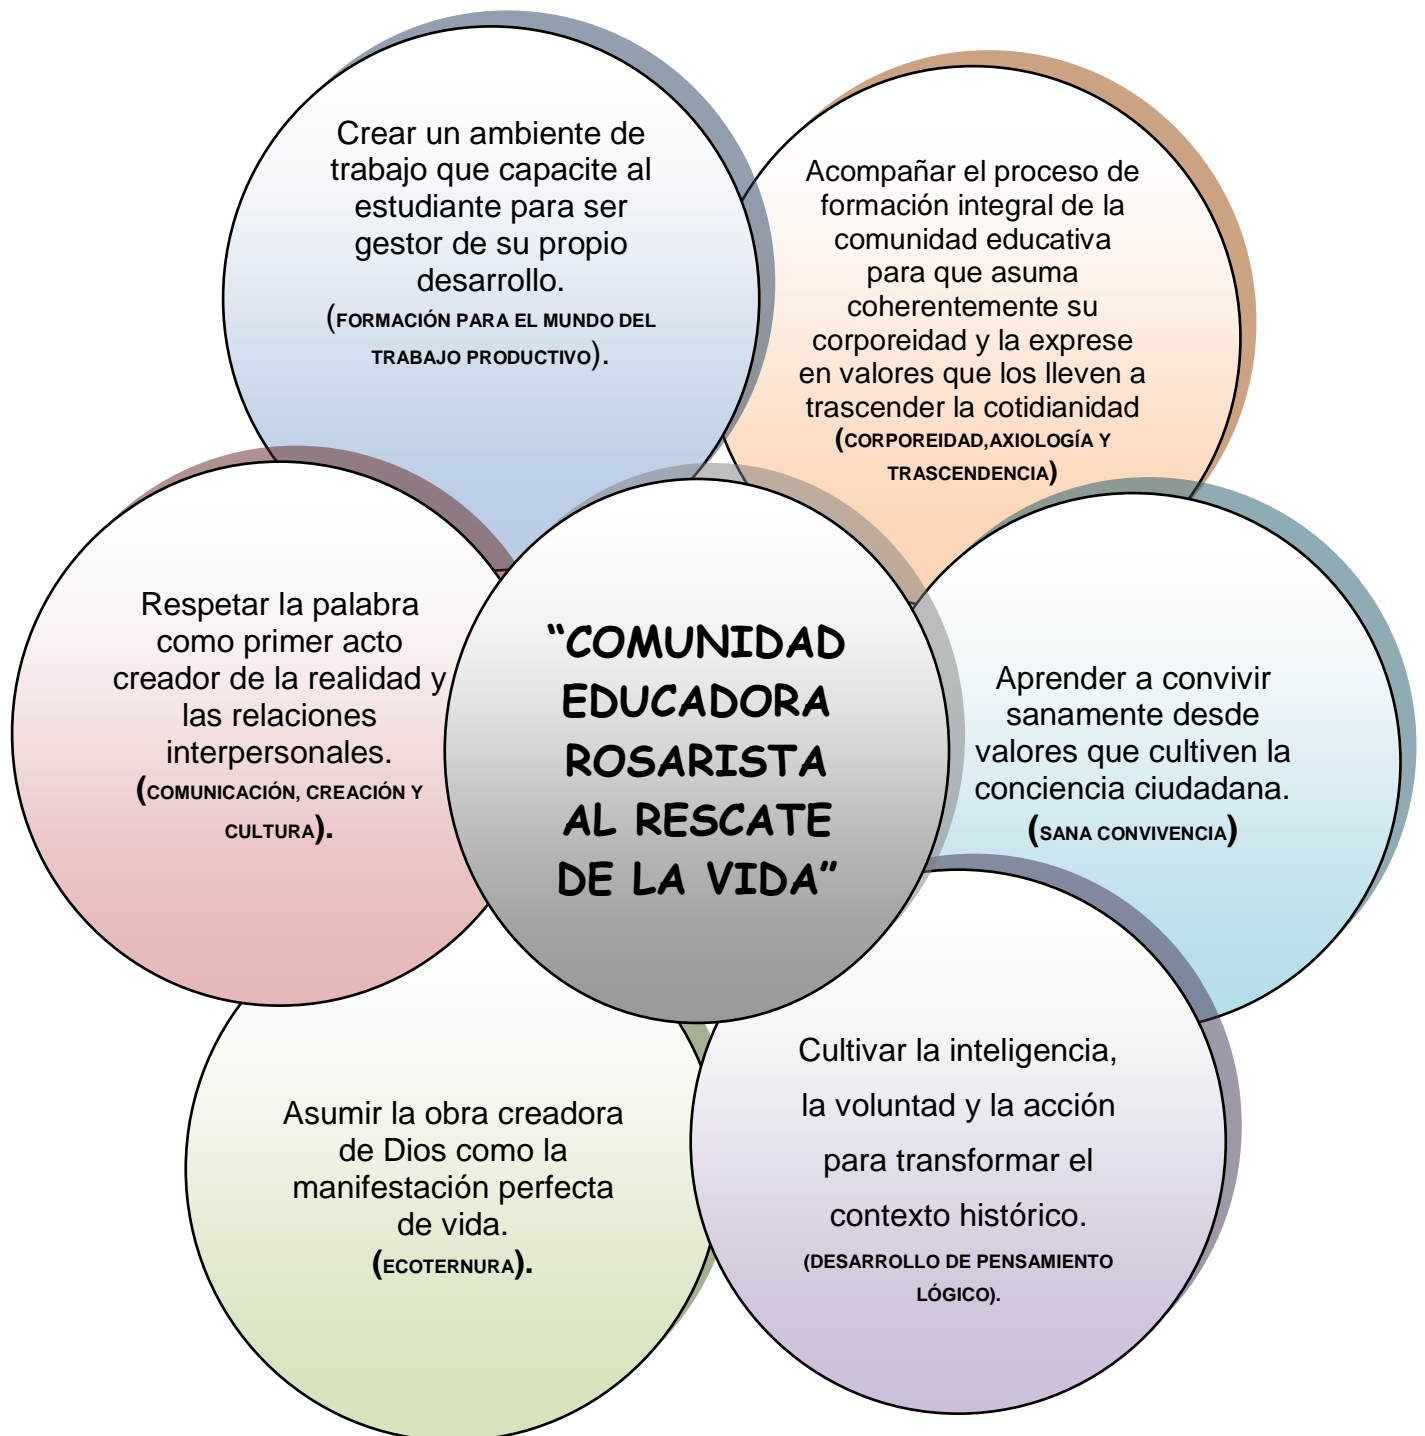 Crear un ambiente de
trabajo que capacite al
estudiante para ser
gestor de su propio
desarrollo.
(FORMACIÓN PARA EL MUNDO DEL
TRABAJO PRODUCTIVO).
Acompañar el proceso de
formación integral de la
comunidad educativa
para que asuma
coherentemente su
corporeidad y la exprese
en valores que los lleven a
trascender la cotidianidad
(CORPOREIDAD,AXIOLOGÍA Y
TRASCENDENCIA)
Respetar la palabra
como primer acto
creador de la realidad y
las relaciones
interpersonales.
(COMUNICACIÓN, CREACIÓN Y
CULTURA).
“COMUNIDAD
EDUCADORA
ROSARISTA
AL RESCATE
DE LA VIDA”
Aprender a convivir
sanamente desde
valores que cultiven la
conciencia ciudadana.
(SANA CONVIVENCIA)
Asumir la obra creadora
de Dios como la
manifestación perfecta
de vida.
(ECOTERNURA).
Cultivar la inteligencia,
la voluntad y la acción
para transformar el
contexto histórico.
(DESARROLLO DE PENSAMIENTO
LÓGICO).